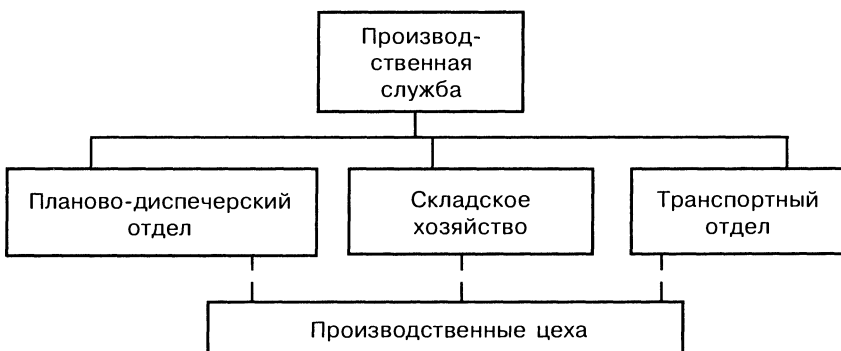 Производ-
ственная
служба
Планово-диспечерский
отдел
Складское
хозяйство
Транспортный
отдел
Производственные цеха